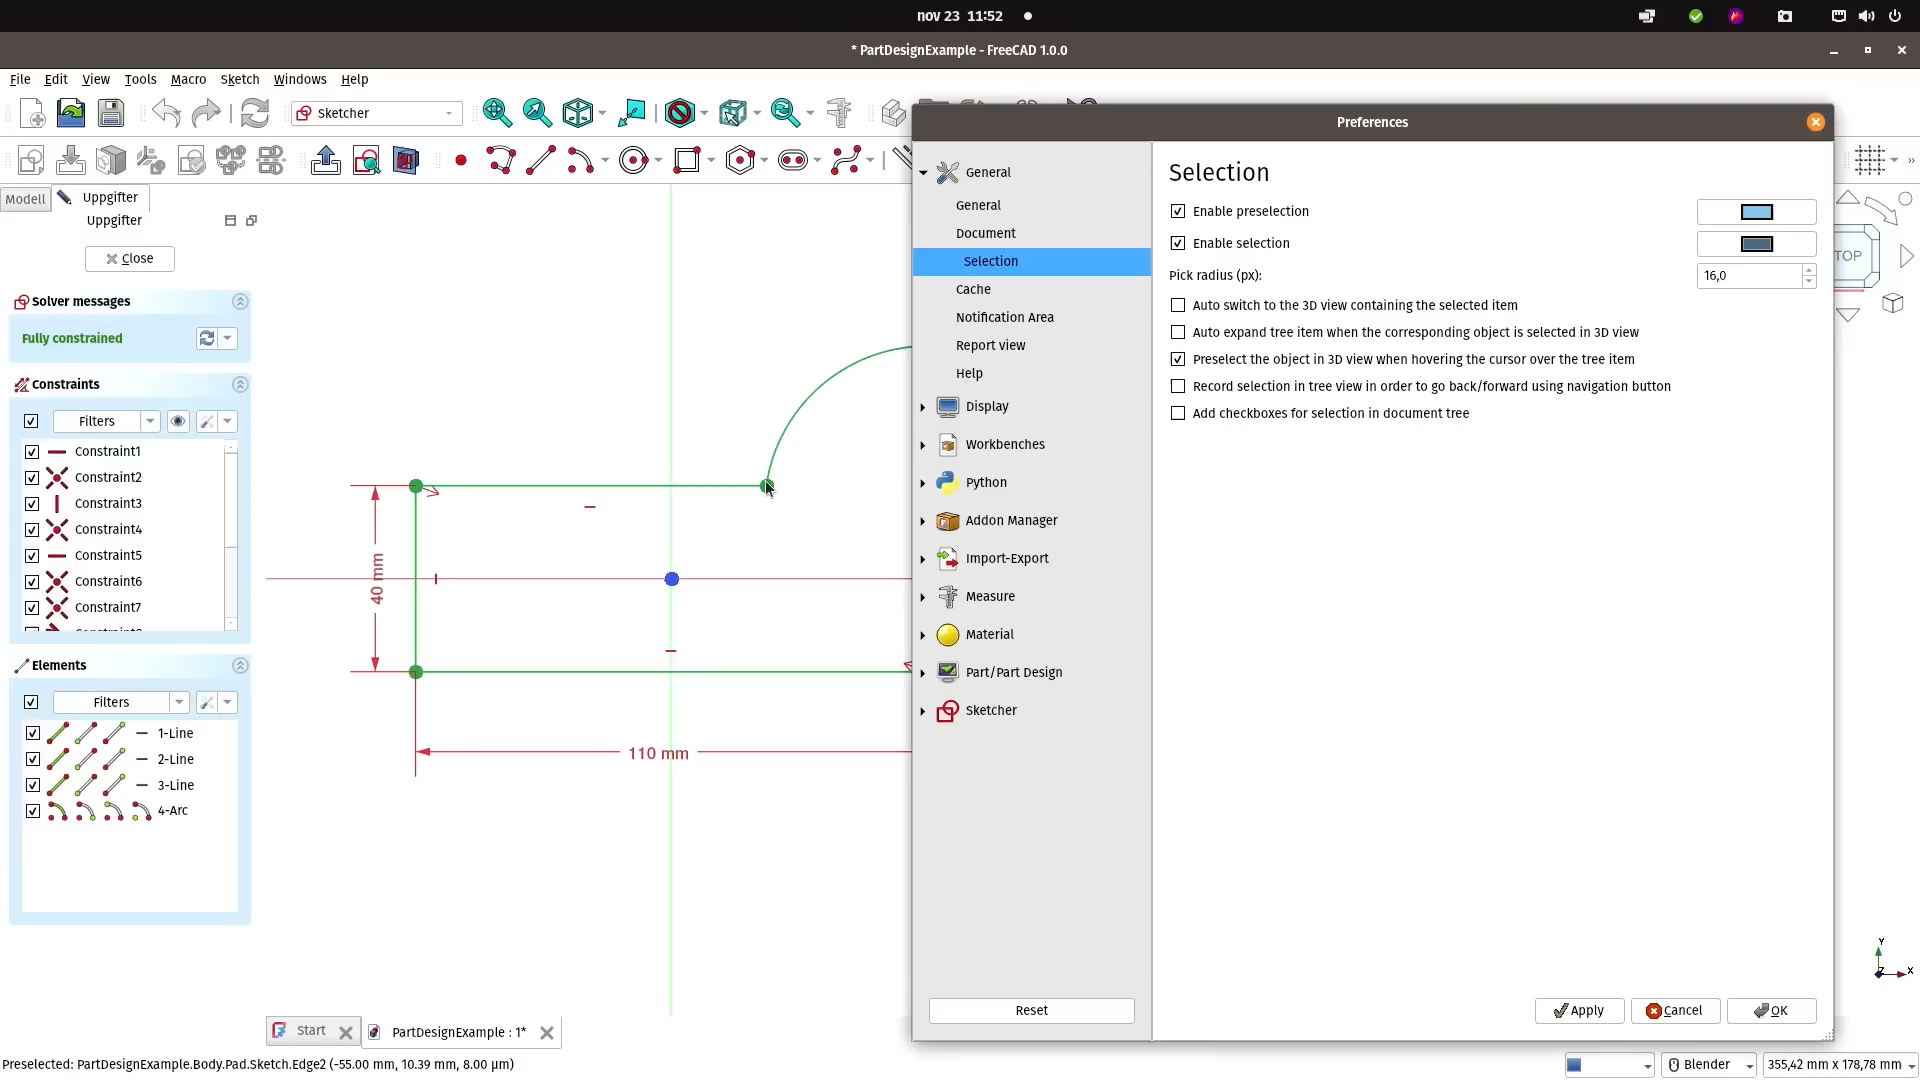 nov 23 11:52
* PartDesignExample - FreeCAD 1.0.0
File Edit View Tools Macro Sketch Windows Help
Sketcher
Modell
Uppgifter
Uppgifter
Close
Solver messages
Fully constrained
Constraints
Filters
Constraint1
Constraint2
Constraint3
Constraint4
Constraint5
Constraint6
Constraint7
Elements
Filters
1-Line
2-Line
3-Line
4-Arc
40 mm
110 mm
Preferences
General
General
Document
Selection
Cache
Notification Area
Report view
Help
Display
Workbenches
Python
Addon Manager
Import-Export
Measure
Material
Part/Part Design
Sketcher
Reset
Selection
Enable preselection
Enable selection
Pick radius (px):
16,0
Auto switch to the 3D view containing the selected item
Auto expand tree item when the corresponding object is selected in 3D view
Preselect the object in 3D view when hovering the cursor over the tree item
Record selection in tree view in order to go back/forward using navigation button
Add checkboxes for selection in document tree
Apply Cancel OK
TOP
Y
Z
X
Start
PartDesignExample : 1*
Preselected: PartDesignExample.Body.Pad.Sketch.Edge2 (-55.00 mm, 10.39 mm, 8.00 µm)
Blender
355,42 mm x 178,78 mm